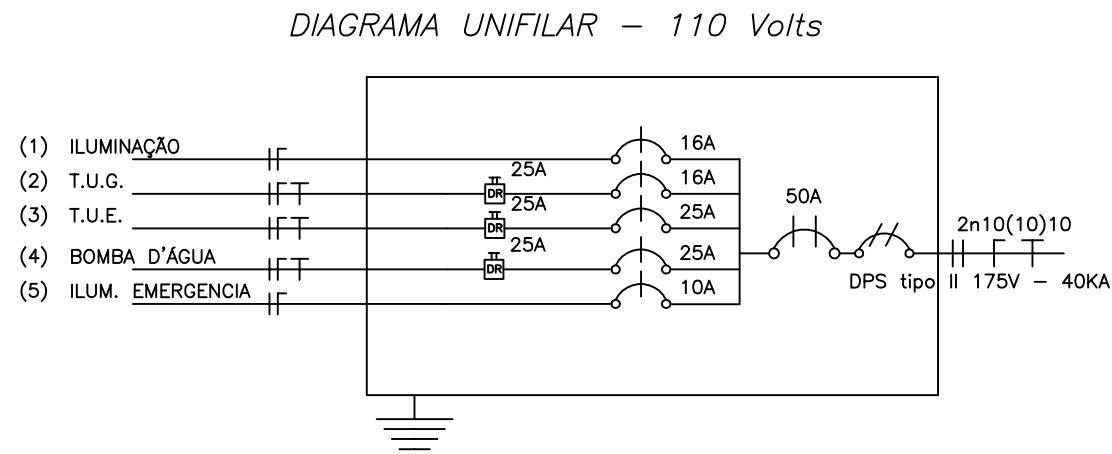 DIAGRAMA UNIFILAR – 110 Volts
(1) ILUMINAÇÃO 16A
(2) T.U.G. DR 25A 16A
(3) T.U.E. DR 25A 25A
(4) BOMBA D'ÁGUA DR 25A 25A
(5) ILUM. EMERGENCIA 10A
50A
2n10(10)10
DPS tipo II 175V – 40KA